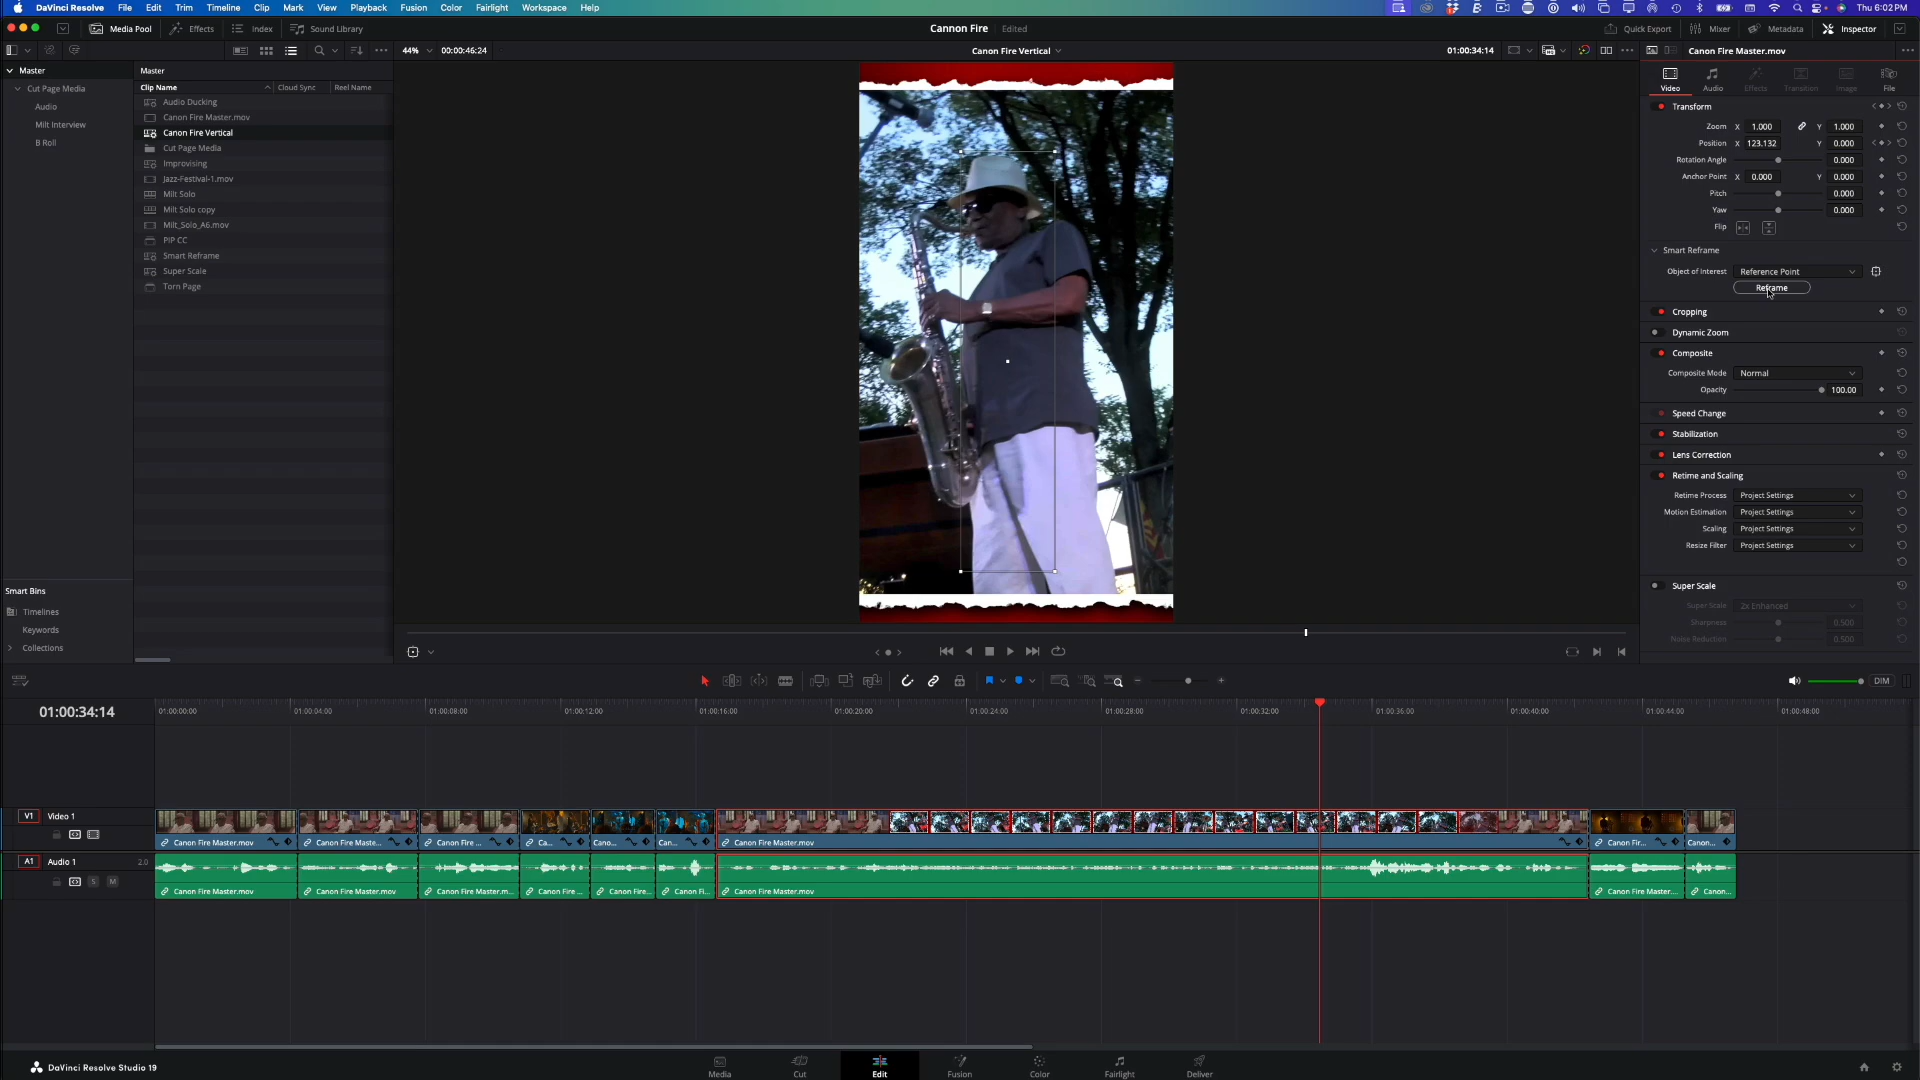 DaVinci Resolve File Edit Trim Timeline Clip Mark View Playback Fusion Color Fairlight Workspace Help
Thu 6:02 PM
Media Pool Effects Index Sound Library
Cannon Fire Edited
Quick Export Mixer Metadata Inspector
44% 00:00:46:24
Canon Fire Vertical
01:00:34:14
Canon Fire Master.mov
Master
Cut Page Media
Audio
Milt Interview
B Roll
Master
Clip Name Cloud Sync Reel Name
Audio Ducking
Canon Fire Master.mov
Canon Fire Vertical
Cut Page Media
Improvising
Jazz-Festival-1.mov
Milt Solo
Milt Solo copy
Milt_Solo_A6.mov
PIP CC
Smart Reframe
Super Scale
Torn Page
Smart Bins
Timelines
Keywords
Collections
Video Audio Effects Transition Image File
Transform
Zoom X 1.000 Y 1.000
Position X 123.132 Y 0.000
Rotation Angle 0.000
Anchor Point X 0.000 Y 0.000
Pitch 0.000
Yaw 0.000
Flip
Smart Reframe
Object of Interest Reference Point
Reframe
Cropping
Dynamic Zoom
Composite
Composite Mode Normal
Opacity 100.00
Speed Change
Stabilization
Lens Correction
Retime and Scaling
Retime Process Project Settings
Motion Estimation Project Settings
Scaling Project Settings
Resize Filter Project Settings
Super Scale
Super Scale 2x Enhanced
Sharpness 0.500
Noise Reduction 0.500
DIM
01:00:34:14
01:00:00:00 01:00:04:00 01:00:08:00 01:00:12:00 01:00:16:00 01:00:20:00 01:00:24:00 01:00:28:00 01:00:32:00 01:00:36:00 01:00:40:00 01:00:44:00 01:00:48:00
V1 Video 1
Canon Fire Master.mov Canon Fire Maste... Canon Fire ... Ca... Cano... Can... Canon Fire Master.mov Canon Fir... Canon...
A1 Audio 1 2.0
S M
Canon Fire Master.mov Canon Fire Master.mov Canon Fire Master.m... Canon Fire ... Canon Fire... Canon Fi... Canon Fire Master.mov Canon Fire Master.... Canon...
DaVinci Resolve Studio 19
Media Cut Edit Fusion Color Fairlight Deliver